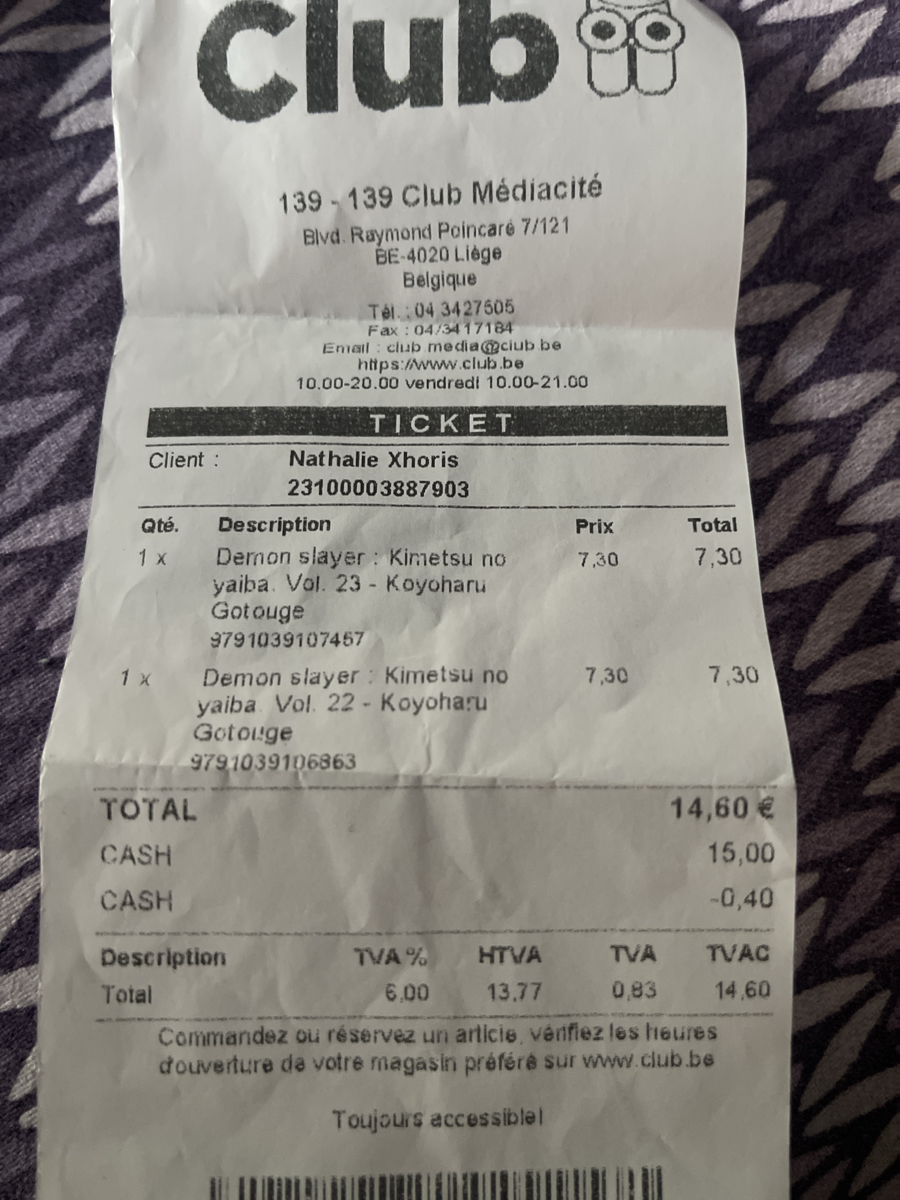 Club
139 - 139 Club Médiacité
Blvd. Raymond Poincaré 7/121
BE-4020 Liège
Belgique
Tél. : 04 3427505
Fax : 04/3417184
Email : club.media@club.be
https://www.club.be
10.00-20.00 vendredi 10.00-21.00
TICKET
Client : Nathalie Xhoris
23100003887903
Qté. Description Prix Total
1 x Demon slayer : Kimetsu no 7,30 7,30
yaiba. Vol. 23 - Koyoharu
Gotouge
9791039107457
1 x Demon slayer : Kimetsu no 7,30 7,30
yaiba. Vol. 22 - Koyoharu
Gotouge
9791039106863
TOTAL 14,60 €
CASH 15,00
CASH -0,40
Description TVA % HTVA TVA TVAC
Total 6,00 13,77 0,83 14,60
Commandez ou réservez un article, vérifiez les heures
d'ouverture de votre magasin préféré sur www.club.be
Toujours accessible!